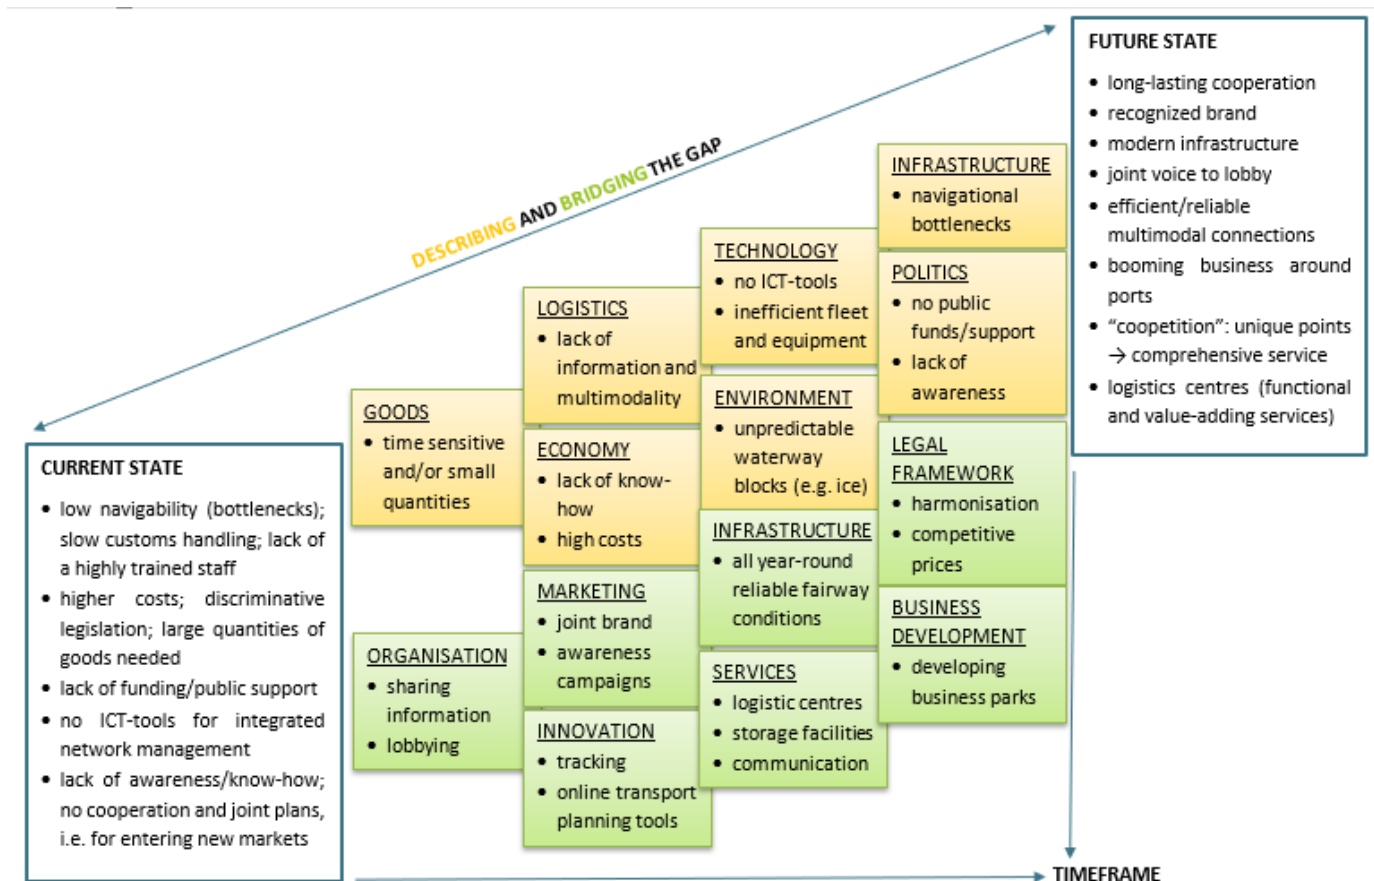 FUTURE STATE
• long-lasting cooperation
• recognized brand
• modern infrastructure
• joint voice to lobby
• efficient/reliable
multimodal connections
• booming business around
ports
• “coopetition”: unique points
→ comprehensive service
• logistics centres (functional
and value-adding services)
DESCRIBING AND BRIDGING THE GAP
INFRASTRUCTURE
• navigational
bottlenecks
TECHNOLOGY
• no ICT-tools
• inefficient fleet
and equipment
POLITICS
• no public
funds/support
• lack of
awareness
LOGISTICS
• lack of
information and
multimodality
ENVIRONMENT
• unpredictable
waterway
blocks (e.g. ice)
GOODS
• time sensitive
and/or small
quantities
ECONOMY
• lack of know-
how
• high costs
LEGAL
FRAMEWORK
• harmonisation
• competitive
prices
INFRASTRUCTURE
• all year-round
reliable fairway
conditions
MARKETING
• joint brand
• awareness
campaigns
BUSINESS
DEVELOPMENT
• developing
business parks
ORGANISATION
• sharing
information
• lobbying
SERVICES
• logistic centres
• storage facilities
• communication
INNOVATION
• tracking
• online transport
planning tools
CURRENT STATE
• low navigability (bottlenecks);
slow customs handling; lack of
a highly trained staff
• higher costs; discriminative
legislation; large quantities of
goods needed
• lack of funding/public support
• no ICT-tools for integrated
network management
• lack of awareness/know-how;
no cooperation and joint plans,
i.e. for entering new markets
TIMEFRAME